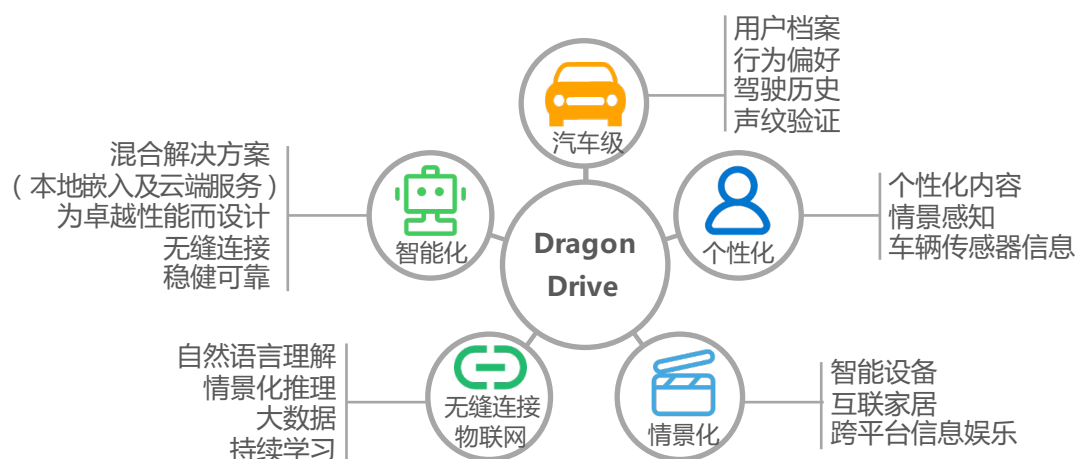 用户档案
行为偏好
驾驶历史
声纹验证
汽车级
混合解决方案
（本地嵌入及云端服务）
为卓越性能而设计
无缝连接
稳健可靠
智能化
Dragon
Drive
个性化
个性化内容
情景感知
车辆传感器信息
自然语言理解
情景化推理
大数据
持续学习
无缝连接
物联网
情景化
智能设备
互联家居
跨平台信息娱乐